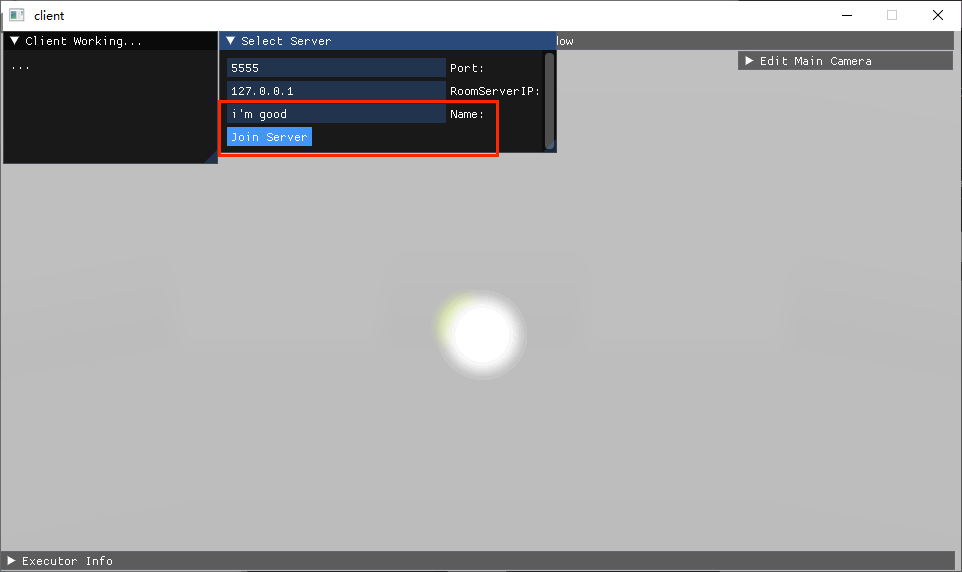 client
Client Working...
Select Server
...
5555 Port:
127.0.0.1 RoomServerIP:
i'm good Name:
Join Server
Edit Main Camera
Executor Info